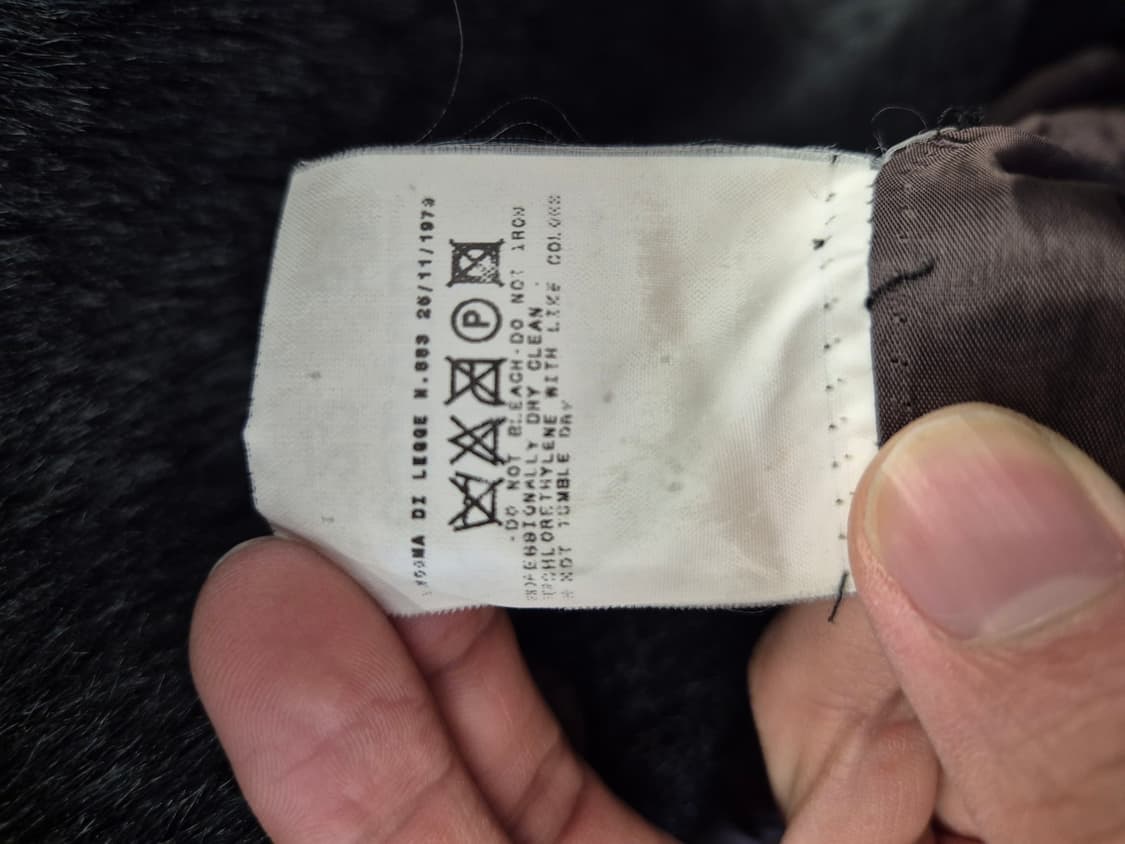 DI LEGGE N.883 26/11/1973
P
-DO NOT BLEACH-DO NOT IRON
DRY CLEAN
WITH LIKE COLORS
NOT TUMBLE DRY